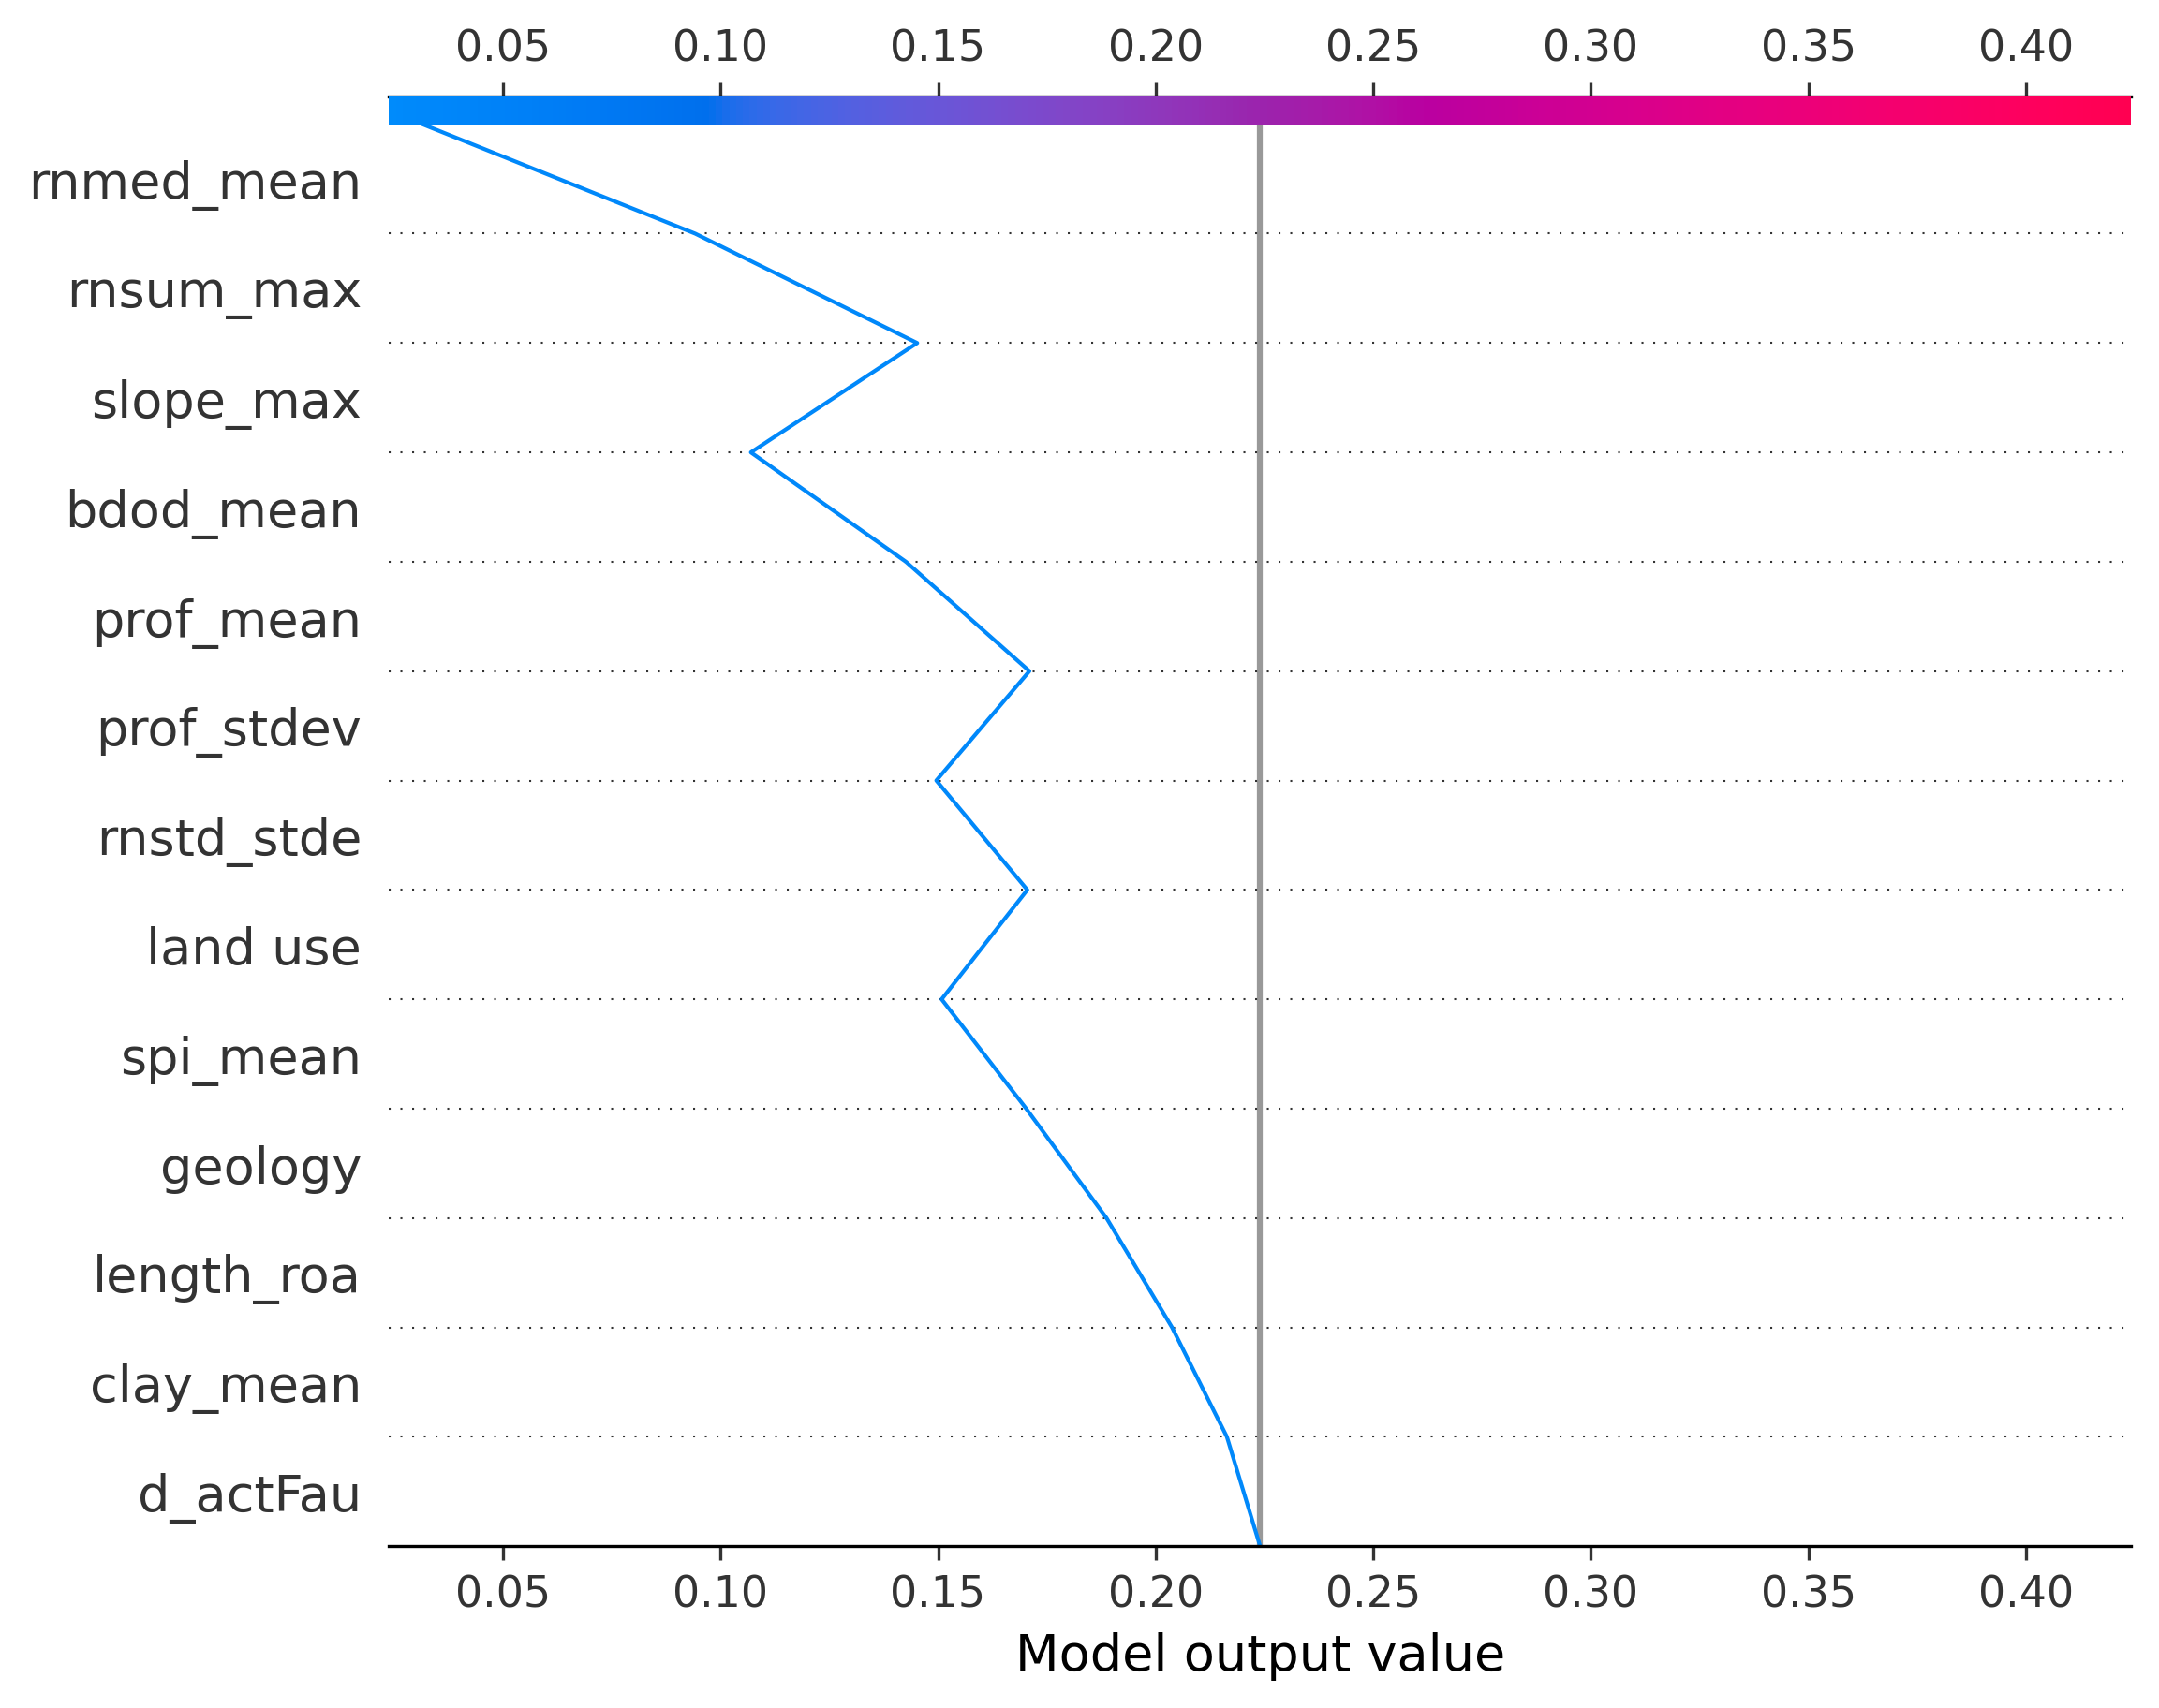 0.05 0.10 0.15 0.20 0.25 0.30 0.35 0.40
rnmed_mean
rnsum_max
slope_max
bdod_mean
prof_mean
prof_stdev
rnstd_stde
land use
spi_mean
geology
length_roa
clay_mean
d_actFau
0.05 0.10 0.15 0.20 0.25 0.30 0.35 0.40
Model output value